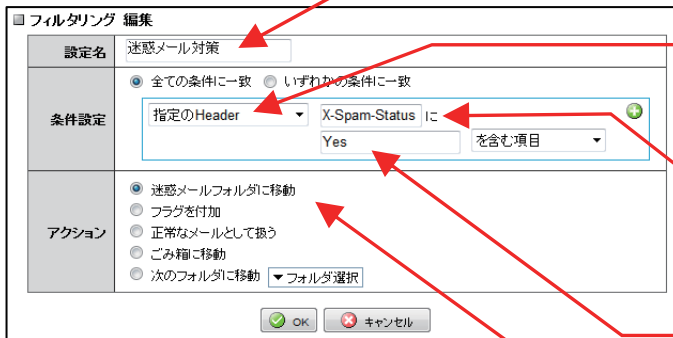 フィルタリング 編集
設定名 迷惑メール対策
全ての条件に一致 いずれかの条件に一致
条件設定 指定のHeader X-Spam-Status に
Yes を含む項目
迷惑メールフォルダに移動
フラグを付加
アクション 正常なメールとして扱う
ごみ箱に移動
次のフォルダに移動 ▼フォルダ選択
OK キャンセル